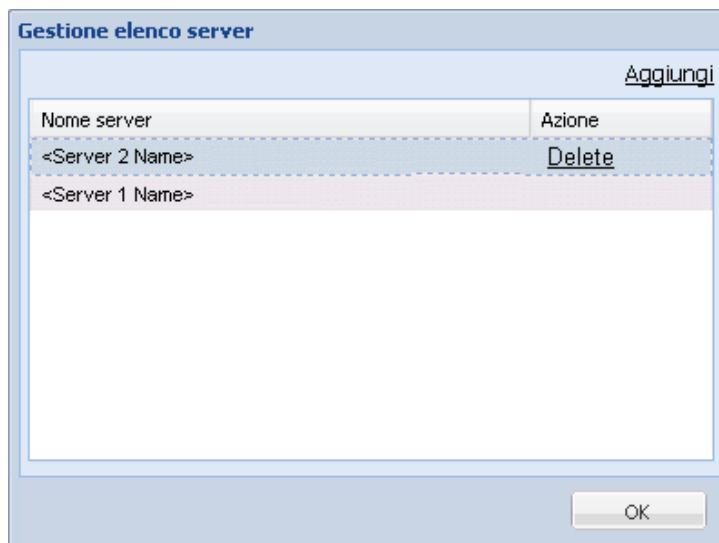 Gestione elenco server
Aggiungi
Nome server Azione
<Server 2 Name> Delete
<Server 1 Name>
OK